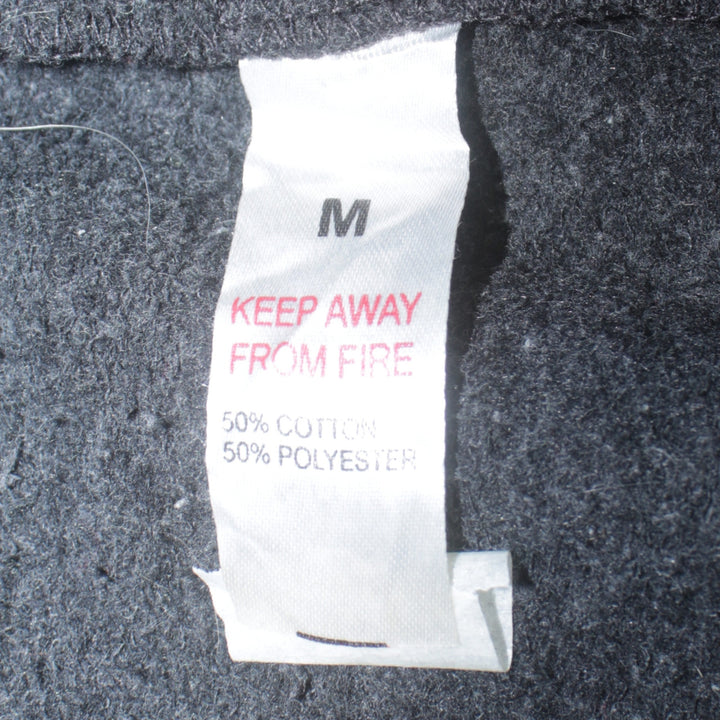 M
KEEP AWAY
FROM FIRE
50% COTTON
50% POLYESTER